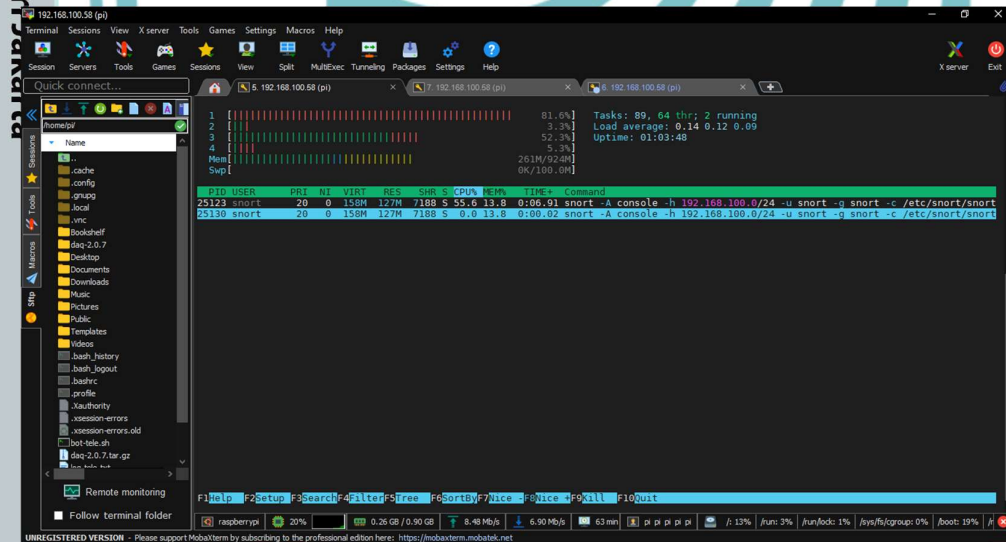 192.168.100.58 (pi)
Terminal Sessions View X server Tools Games Settings Macros Help
Session Servers Tools Games Sessions View Split MultiExec Tunneling Packages Settings Help X server Exit
Quick connect...
5. 192.168.100.58 (pi) 7. 192.168.100.58 (pi) 6. 192.168.100.58 (pi)
/home/pi/
Name
..
.cache
.config
.gnupg
.local
.vnc
Bookshelf
daq-2.0.7
Desktop
Documents
Downloads
Music
Pictures
Public
Templates
Videos
.bash_history
.bash_logout
.bashrc
.profile
.Xauthority
.xsession-errors
.xsession-errors.old
bot-tele.sh
daq-2.0.7.tar.gz
Remote monitoring
Follow terminal folder
Sessions
Tools
Macros
Sftp
1 [ 81.6%] Tasks: 89, 64 thr; 2 running
2 [ 3.3%] Load average: 0.14 0.12 0.09
3 [ 52.3%] Uptime: 01:03:48
4 [ 5.3%]
Mem[ 261M/924M]
Swp[ 0K/100.0M]
PID USER PRI NI VIRT RES SHR S CPU% MEM% TIME+ Command
25123 snort 20 0 158M 127M 7188 S 55.6 13.8 0:06.91 snort -A console -h 192.168.100.0/24 -u snort -g snort -c /etc/snort/snort
25130 snort 20 0 158M 127M 7188 S 0.0 13.8 0:00.02 snort -A console -h 192.168.100.0/24 -u snort -g snort -c /etc/snort/snort
F1Help F2Setup F3SearchF4FilterF5Tree F6SortByF7Nice -F8Nice +F9Kill F10Quit
raspberrypi 20% 0.26 GB / 0.90 GB 8.48 Mb/s 6.90 Mb/s 63 min pi pi pi pi pi /: 13% /run: 3% /run/lock: 1% /sys/fs/cgroup: 0% /boot: 19%
UNREGISTERED VERSION - Please support MobaXterm by subscribing to the professional edition here: https://mobaxterm.mobatek.net